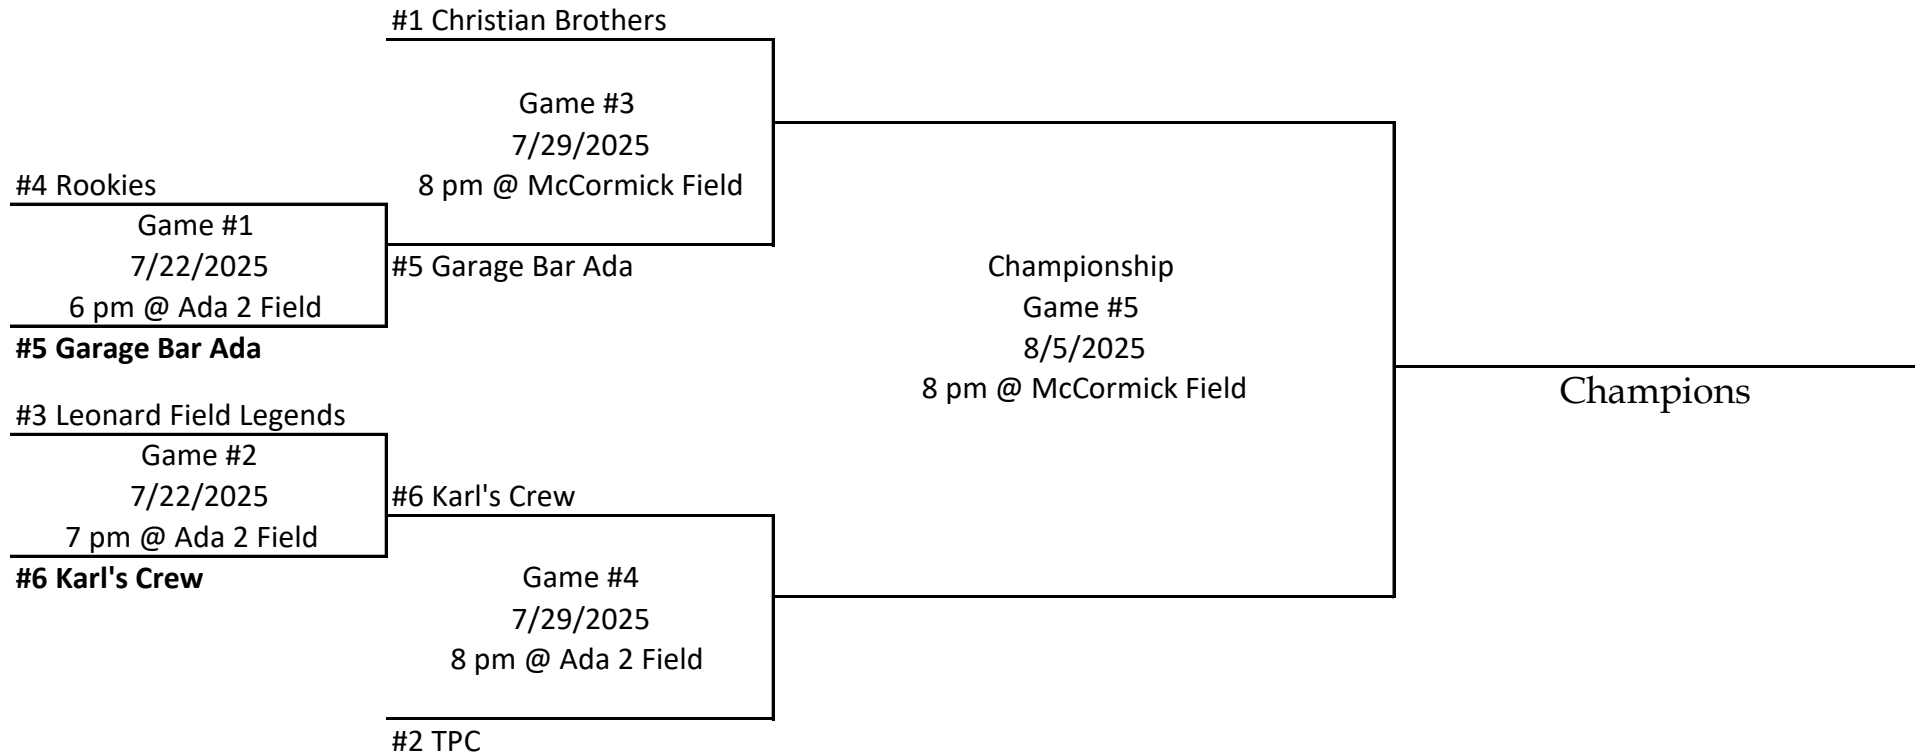 #1 Christian Brothers
Game #3
7/29/2025
8 pm @ McCormick Field
#4 Rookies
Game #1
7/22/2025
6 pm @ Ada 2 Field
#5 Garage Bar Ada
#5 Garage Bar Ada
Championship
Game #5
8/5/2025
8 pm @ McCormick Field
Champions
#3 Leonard Field Legends
Game #2
7/22/2025
7 pm @ Ada 2 Field
#6 Karl's Crew
#6 Karl's Crew
Game #4
7/29/2025
8 pm @ Ada 2 Field
#2 TPC